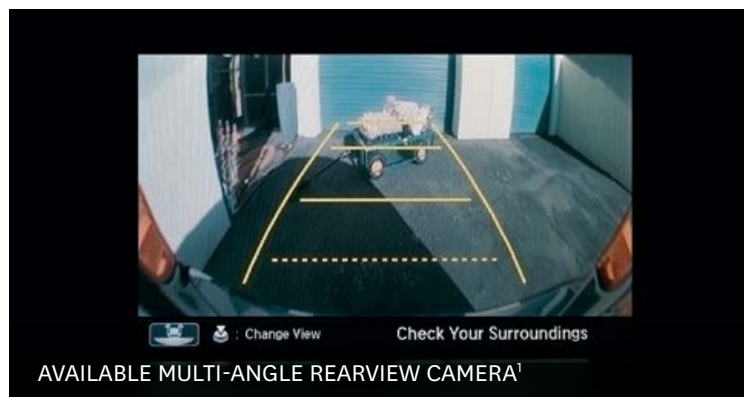 : Change View
Check Your Surroundings
AVAILABLE MULTI-ANGLE REARVIEW CAMERA¹